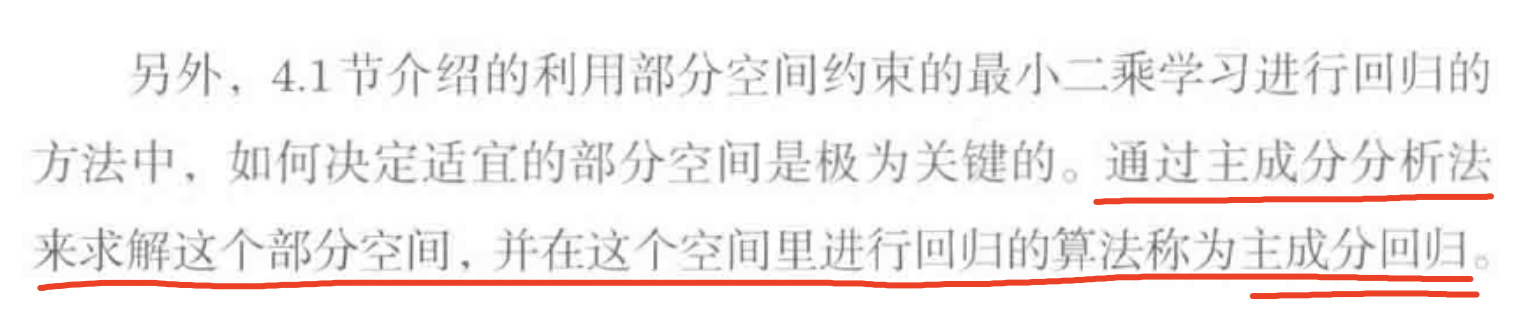 另外，4.1节介绍的利用部分空间约束的最小二乘学习进行回归的
方法中，如何决定适宜的部分空间是极为关键的。通过主成分分析法
来求解这个部分空间，并在这个空间里进行回归的算法称为主成分回归。